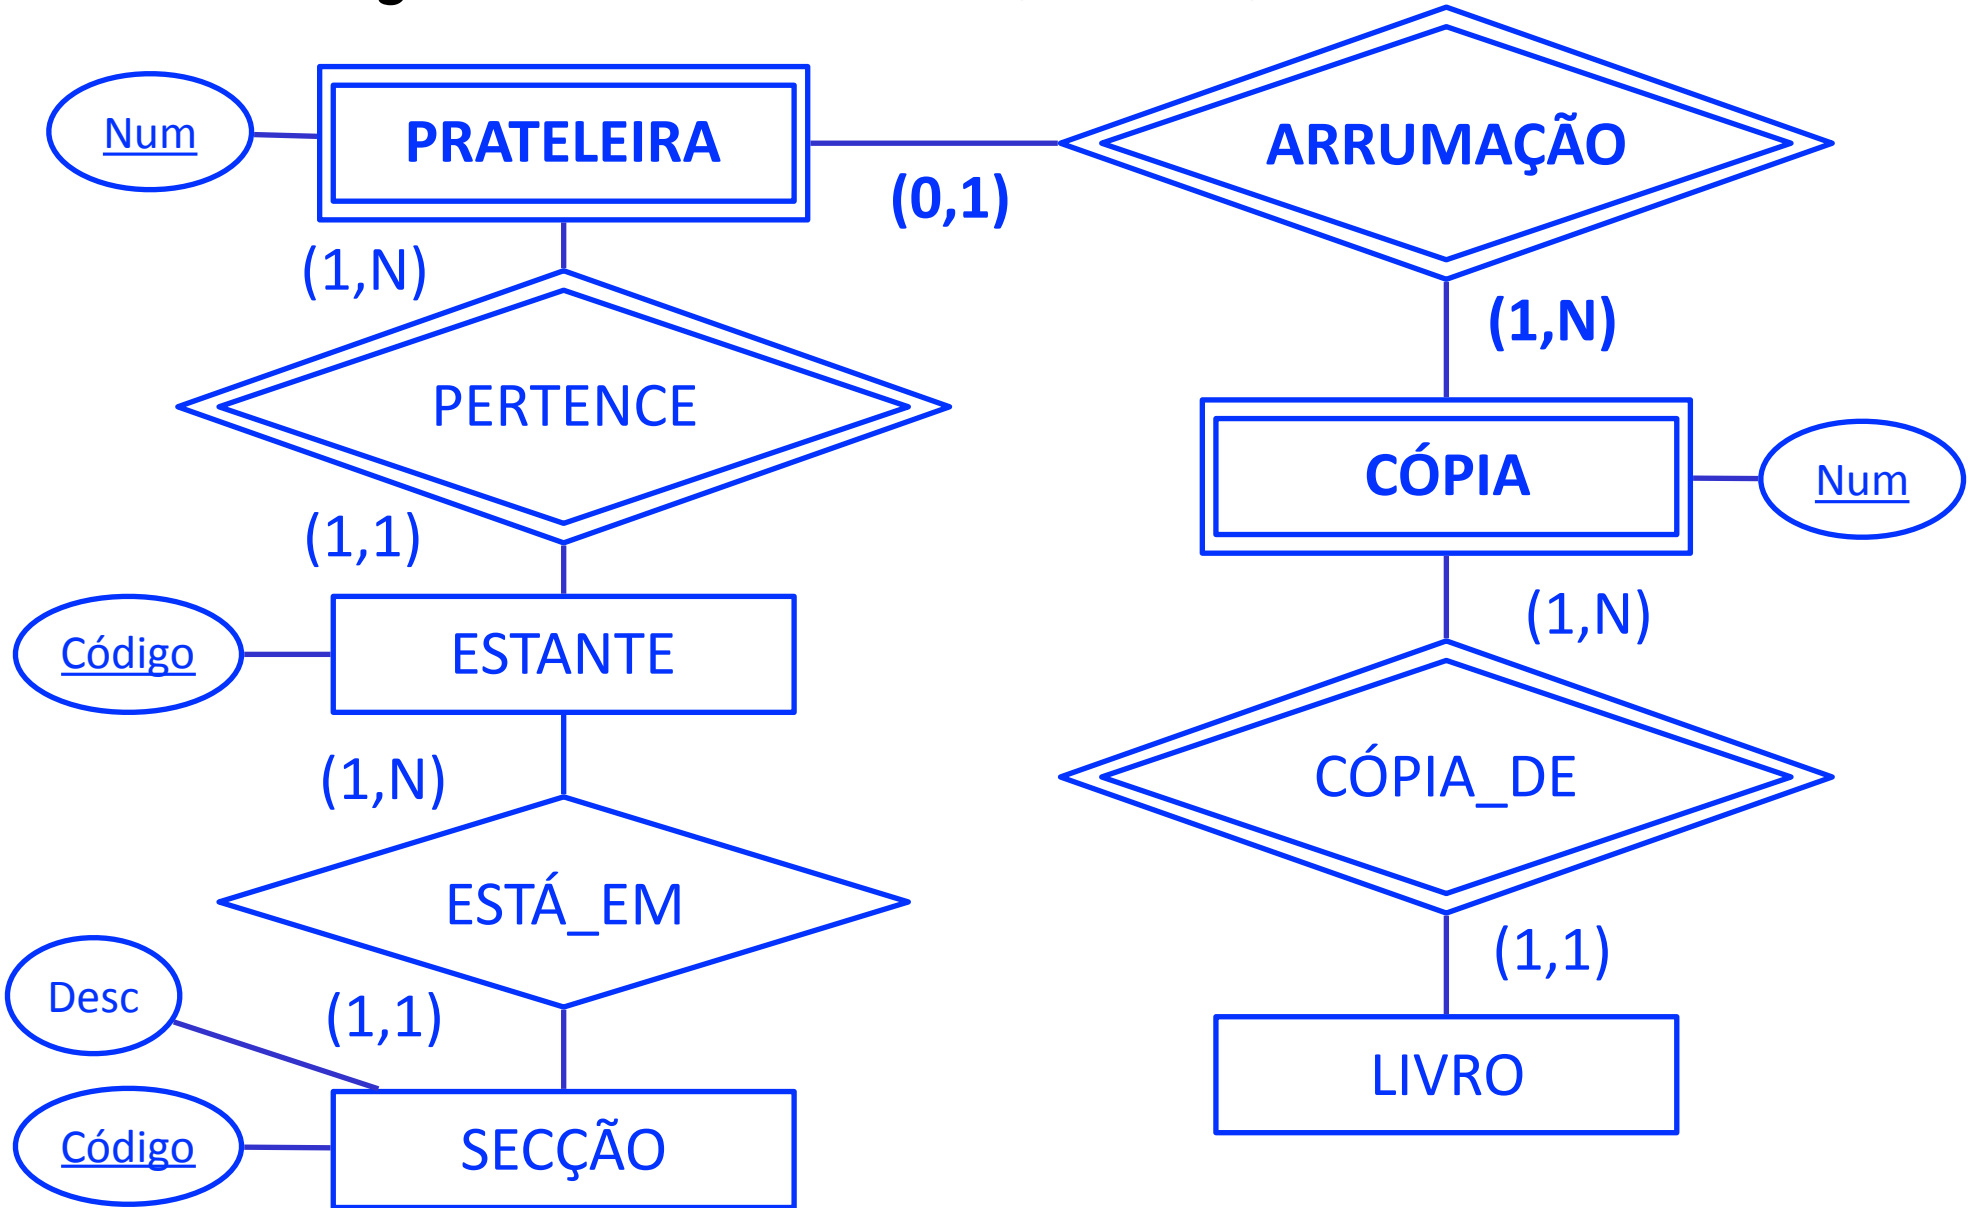 Num
PRATELEIRA
ARRUMAÇÃO
(0,1)
(1,N)
(1,N)
PERTENCE
CÓPIA
Num
(1,1)
(1,N)
Código
ESTANTE
(1,N)
CÓPIA_DE
ESTÁ_EM
(1,1)
Desc
(1,1)
LIVRO
Código
SECÇÃO